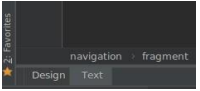 2: Favorites
navigation › fragment
Design Text